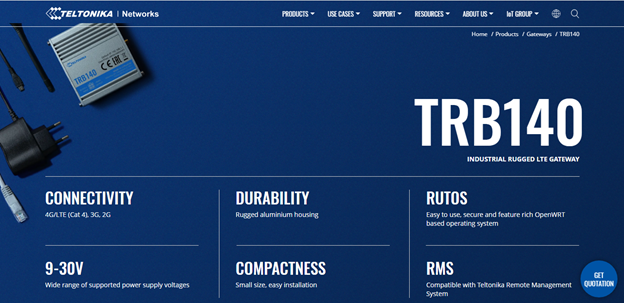 TELTONIKA | Networks
PRODUCTS USE CASES SUPPORT RESOURCES ABOUT US IoT GROUP
Home / Products / Gateways / TRB140
TELTONIKA
TRB140
CE
TRB140
INDUSTRIAL RUGGED LTE GATEWAY
CONNECTIVITY
4G/LTE (Cat 4), 3G, 2G
DURABILITY
Rugged aluminium housing
RUTOS
Easy to use, secure and feature rich OpenWRT
based operating system
9-30V
Wide range of supported power supply voltages
COMPACTNESS
Small size, easy installation
RMS
Compatible with Teltonika Remote Management
System
GET
QUOTATION